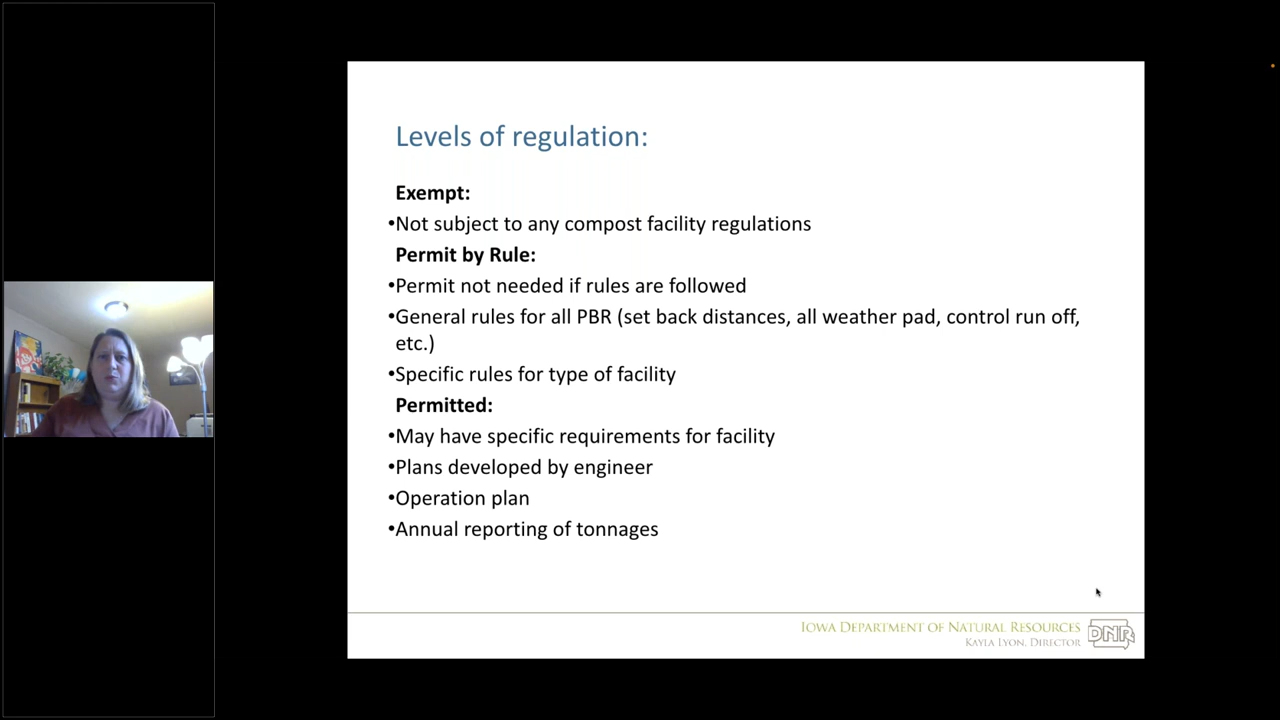 Levels of regulation:
Exempt:
•Not subject to any compost facility regulations
Permit by Rule:
•Permit not needed if rules are followed
•General rules for all PBR (set back distances, all weather pad, control run off,
etc.)
•Specific rules for type of facility
Permitted:
•May have specific requirements for facility
•Plans developed by engineer
•Operation plan
•Annual reporting of tonnages
Iowa Department of Natural Resources
Kayla Lyon, Director
DNR